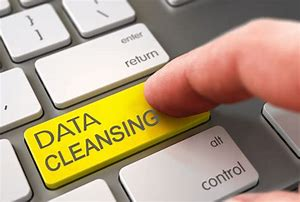 enter
return
DATA
CLEANSING
alt
control